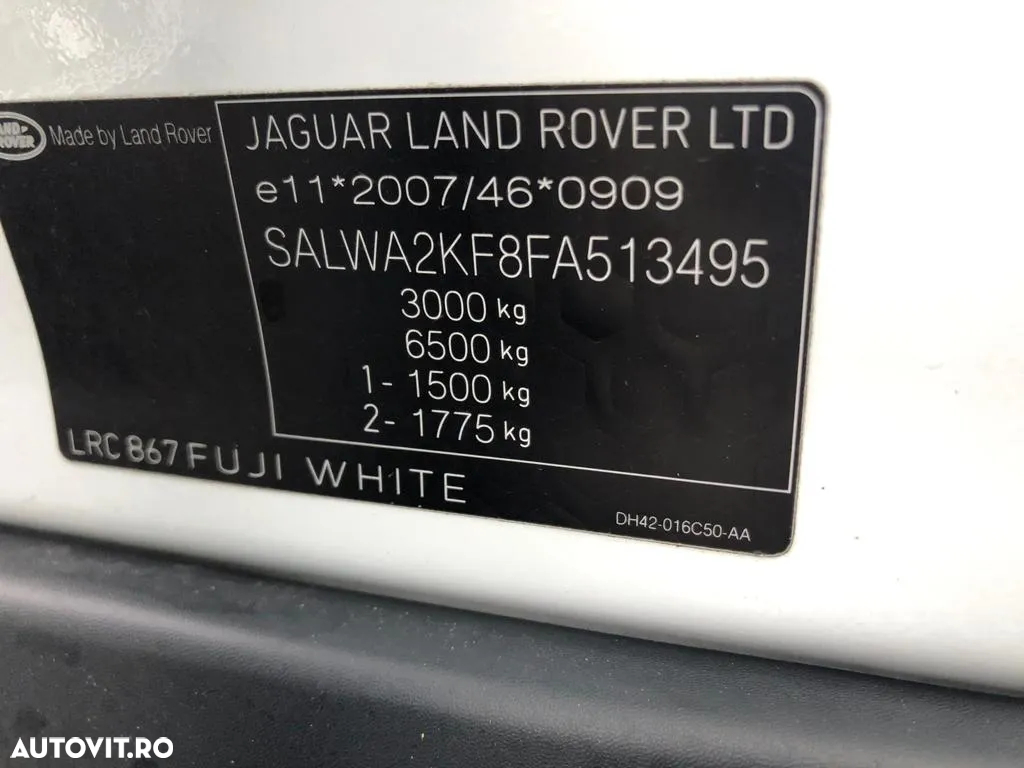 LAND-
ROVER
Made by Land Rover
JAGUAR LAND ROVER LTD
e11*2007/46*0909
SALWA2KF8FA513495
3000 kg
6500 kg
1- 1500 kg
2- 1775 kg
LRC867 FUJI WHITE
DH42-016C50-AA
AUTOVIT.RO